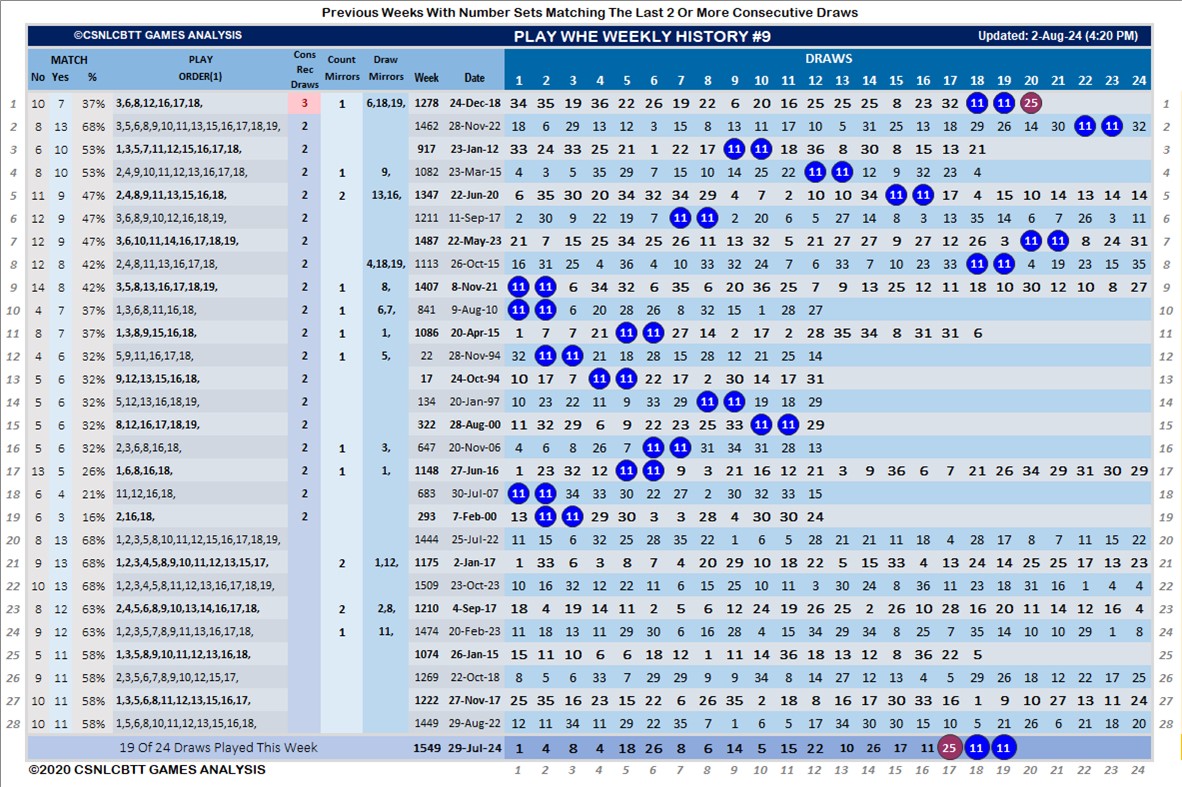 Previous Weeks With Number Sets Matching The Last 2 Or More Consecutive Draws
©CSNLCBTT GAMES ANALYSIS PLAY WHE WEEKLY HISTORY #9 Updated: 2-Aug-24 (4:20 PM)
MATCH PLAY Cons Rec Draws Count Mirrors Draw Mirrors DRAWS
No Yes % ORDER(1) Week Date 1 2 3 4 5 6 7 8 9 10 11 12 13 14 15 16 17 18 19 20 21 22 23 24
1 10 7 37% 3,6,8,12,16,17,18, 3 1 6,18,19, 1278 24-Dec-18 34 35 19 36 22 26 19 22 6 20 16 25 25 25 8 23 32 11 11 25 1
2 8 13 68% 3,5,6,8,9,10,11,13,15,16,17,18,19, 2 1462 28-Nov-22 18 6 29 13 12 3 15 8 13 11 17 10 5 31 25 13 18 29 26 14 30 11 11 32 2
3 6 10 53% 1,3,5,7,11,12,15,16,17,18, 2 917 23-Jan-12 33 24 33 25 21 1 22 17 11 11 18 36 8 30 8 15 13 21 3
4 8 10 53% 2,4,9,10,11,12,13,16,17,18, 2 1 9, 1082 23-Mar-15 4 3 5 35 29 7 15 10 14 25 22 11 11 12 9 32 23 4 4
5 11 9 47% 2,4,8,9,11,13,15,16,18, 2 2 13,16, 1347 22-Jun-20 6 35 30 20 34 32 34 29 4 7 2 10 10 34 11 11 17 4 15 10 14 13 14 14 5
6 12 9 47% 3,6,8,9,10,12,16,18,19, 2 1211 11-Sep-17 2 30 9 22 19 7 11 11 2 20 6 5 27 14 8 3 13 35 14 6 7 26 3 11 6
7 12 9 47% 3,6,10,11,14,16,17,18,19, 2 1487 22-May-23 21 7 15 25 34 25 26 11 13 32 5 21 27 27 9 27 12 26 3 11 11 8 24 31 7
8 12 8 42% 2,4,8,11,13,16,17,18, 2 4,18,19, 1113 26-Oct-15 16 31 25 4 36 4 10 33 32 24 7 6 33 7 10 23 33 11 11 4 19 23 15 35 8
9 14 8 42% 3,5,8,13,16,17,18,19, 2 1 8, 1407 8-Nov-21 11 11 6 34 32 6 35 6 20 36 25 7 9 13 25 12 11 18 10 30 12 10 8 27 9
10 4 7 37% 1,3,6,8,11,16,18, 2 1 6,7, 841 9-Aug-10 11 11 6 20 28 26 8 32 15 1 28 27 10
11 8 7 37% 1,3,8,9,15,16,18, 2 1 1, 1086 20-Apr-15 1 7 7 21 11 11 27 14 2 17 2 28 35 34 8 31 31 6 11
12 4 6 32% 5,9,11,16,17,18, 2 1 5, 22 28-Nov-94 32 11 11 21 18 28 15 28 12 21 25 14 12
13 5 6 32% 9,12,13,15,16,18, 2 17 24-Oct-94 10 17 7 11 11 22 17 2 30 14 17 31 13
14 5 6 32% 5,12,13,16,18,19, 2 134 20-Jan-97 10 23 22 11 9 33 29 11 11 19 18 29 14
15 5 6 32% 8,12,16,17,18,19, 2 322 28-Aug-00 11 32 29 6 9 22 23 25 33 11 11 29 15
16 5 6 32% 2,3,6,8,16,18, 2 1 3, 647 20-Nov-06 4 6 8 26 7 11 11 31 34 31 28 13 16
17 13 5 26% 1,6,8,16,18, 2 1 1, 1148 27-Jun-16 1 23 32 12 11 11 9 3 21 16 12 21 3 9 36 6 7 21 26 34 29 31 30 29 17
18 6 4 21% 11,12,16,18, 2 683 30-Jul-07 11 11 34 33 30 22 27 2 30 32 33 15 18
19 6 3 16% 2,16,18, 2 293 7-Feb-00 13 11 11 29 30 3 3 28 4 30 30 24 19
20 8 13 68% 1,2,3,5,8,10,11,12,15,16,17,18,19, 1444 25-Jul-22 11 15 6 32 25 28 35 22 1 6 5 28 21 21 11 18 4 28 17 8 7 11 15 22 20
21 9 13 68% 1,2,3,4,5,8,9,10,11,12,13,15,17, 2 1,12, 1175 2-Jan-17 1 33 6 3 8 7 4 20 29 10 18 22 5 15 33 4 13 24 14 25 25 17 13 23 21
22 10 13 68% 1,2,3,4,5,8,11,12,13,16,17,18,19, 1509 23-Oct-23 10 16 32 12 22 11 6 15 25 10 11 3 30 24 8 36 11 23 18 31 16 1 4 4 22
23 8 12 63% 2,4,5,6,8,9,10,13,14,16,17,18, 2 2,8, 1210 4-Sep-17 18 4 19 14 11 2 5 6 12 24 19 26 25 2 26 10 28 16 20 11 14 12 16 4 23
24 9 12 63% 1,2,3,5,7,8,9,11,13,16,17,18, 1 11, 1474 20-Feb-23 11 18 13 11 29 30 6 16 28 4 15 34 29 34 8 25 7 35 14 10 10 29 1 8 24
25 5 11 58% 1,3,5,8,9,10,11,12,13,16,18, 1074 26-Jan-15 15 11 10 6 6 18 12 1 11 14 36 18 13 12 8 36 22 5 25
26 9 11 58% 2,3,5,6,7,8,9,10,12,15,17, 1269 22-Oct-18 8 5 6 33 7 29 29 9 9 34 8 14 27 12 13 4 5 29 26 18 12 22 17 25 26
27 10 11 58% 1,3,5,6,8,11,12,13,15,16,17, 1222 27-Nov-17 25 35 16 23 15 22 6 26 35 2 18 8 16 17 30 33 16 1 9 10 27 13 11 24 27
28 10 11 58% 1,5,6,8,10,11,12,13,15,16,18, 1449 29-Aug-22 12 11 34 11 29 22 35 7 1 6 5 17 34 30 30 15 10 5 21 26 6 21 18 20 28
19 Of 24 Draws Played This Week 1549 29-Jul-24 1 4 8 4 18 26 8 6 14 5 15 22 10 26 17 11 25 11 11
©2020 CSNLCBTT GAMES ANALYSIS 1 2 3 4 5 6 7 8 9 10 11 12 13 14 15 16 17 18 19 20 21 22 23 24